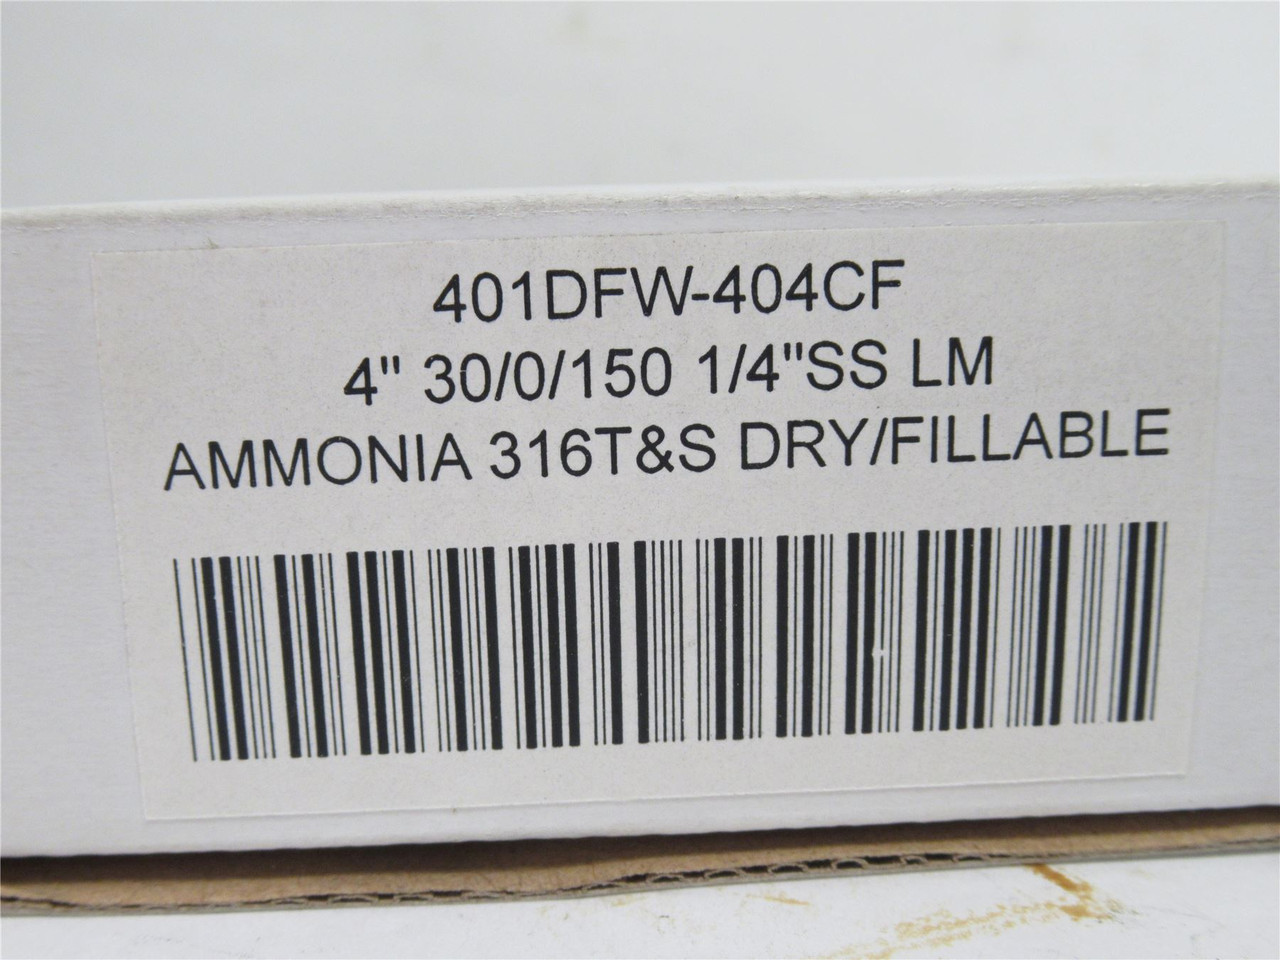 401DFW-404CF
4" 30/0/150 1/4"SS LM
AMMONIA 316T&S DRY/FILLABLE